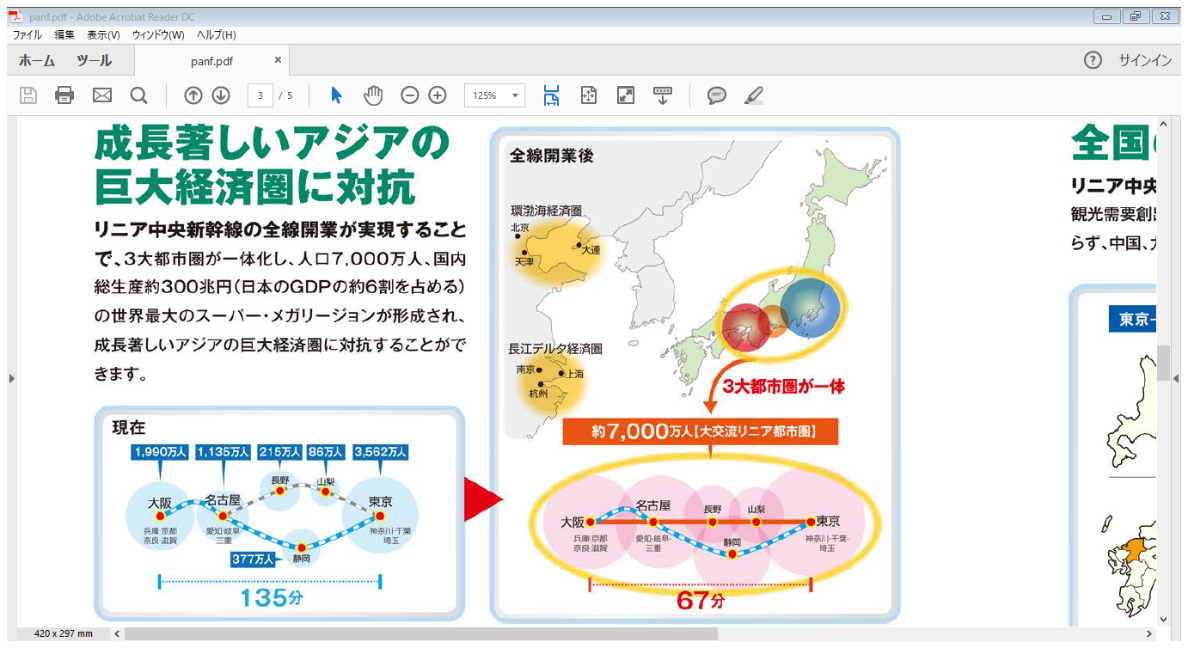 panf.pdf - Adobe Acrobat Reader DC
ファイル 編集 表示(V) ウィンドウ(W) ヘルプ(H)
ホーム ツール panf.pdf × ? サインイン
3 / 5 125%
成長著しいアジアの
巨大経済圏に対抗
リニア中央新幹線の全線開業が実現すること
で、3大都市圏が一体化し、人口7,000万人、国内
総生産約300兆円(日本のGDPの約6割を占める)
の世界最大のスーパー・メガリージョンが形成され、
成長著しいアジアの巨大経済圏に対抗することがで
きます。
現在
1,990万人 1,135万人 215万人 86万人 3,562万人
大阪 名古屋 長野 山梨 東京
兵庫・京都・ 愛知・岐阜・ 神奈川・千葉・
奈良・滋賀 三重 埼玉
377万人 静岡
135分
全線開業後
環渤海経済圏
北京
大連
天津
長江デルタ経済圏
南京 上海
杭州
3大都市圏が一体
約7,000万人【大交流リニア都市圏】
大阪 名古屋 長野 山梨 東京
兵庫・京都・ 愛知・岐阜・ 静岡 神奈川・千葉・
奈良・滋賀 三重 埼玉
67分
全国
リニア中央
観光需要創
らず、中国、
東京
420 x 297 mm